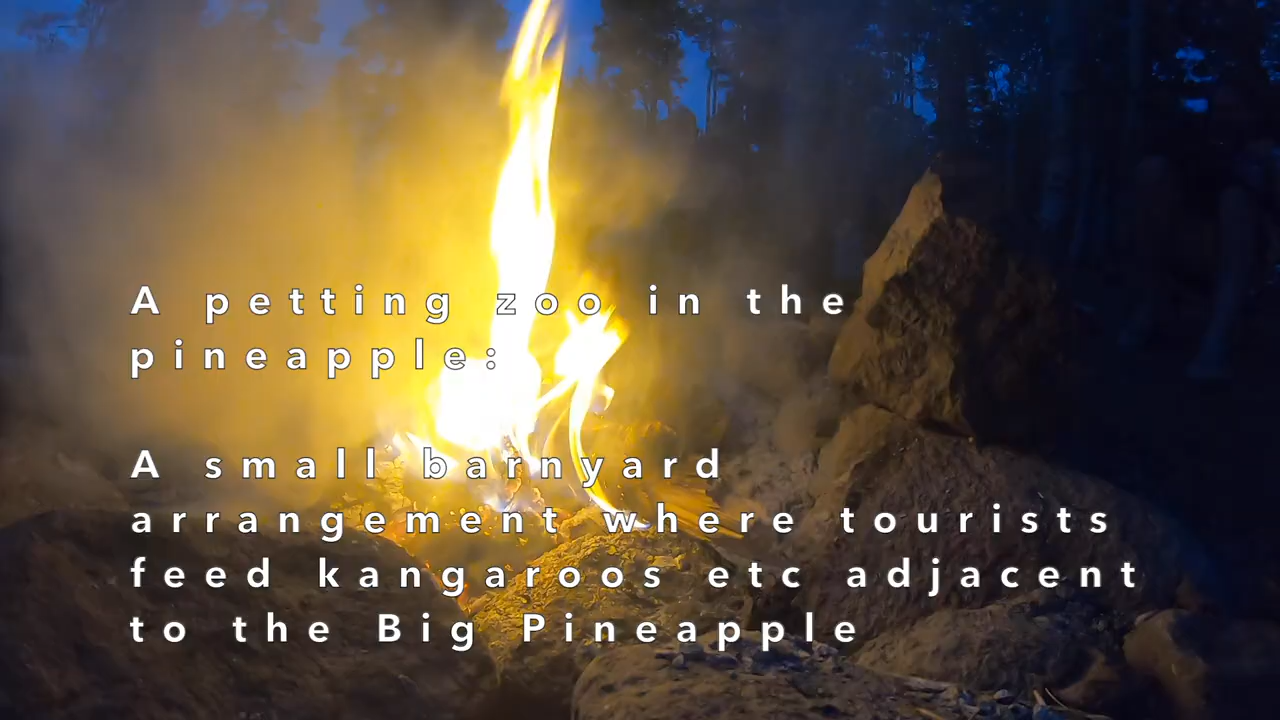 A petting zoo in the
pineapple:
A small barnyard
arrangement where tourists
feed kangaroos etc adjacent
to the Big Pineapple